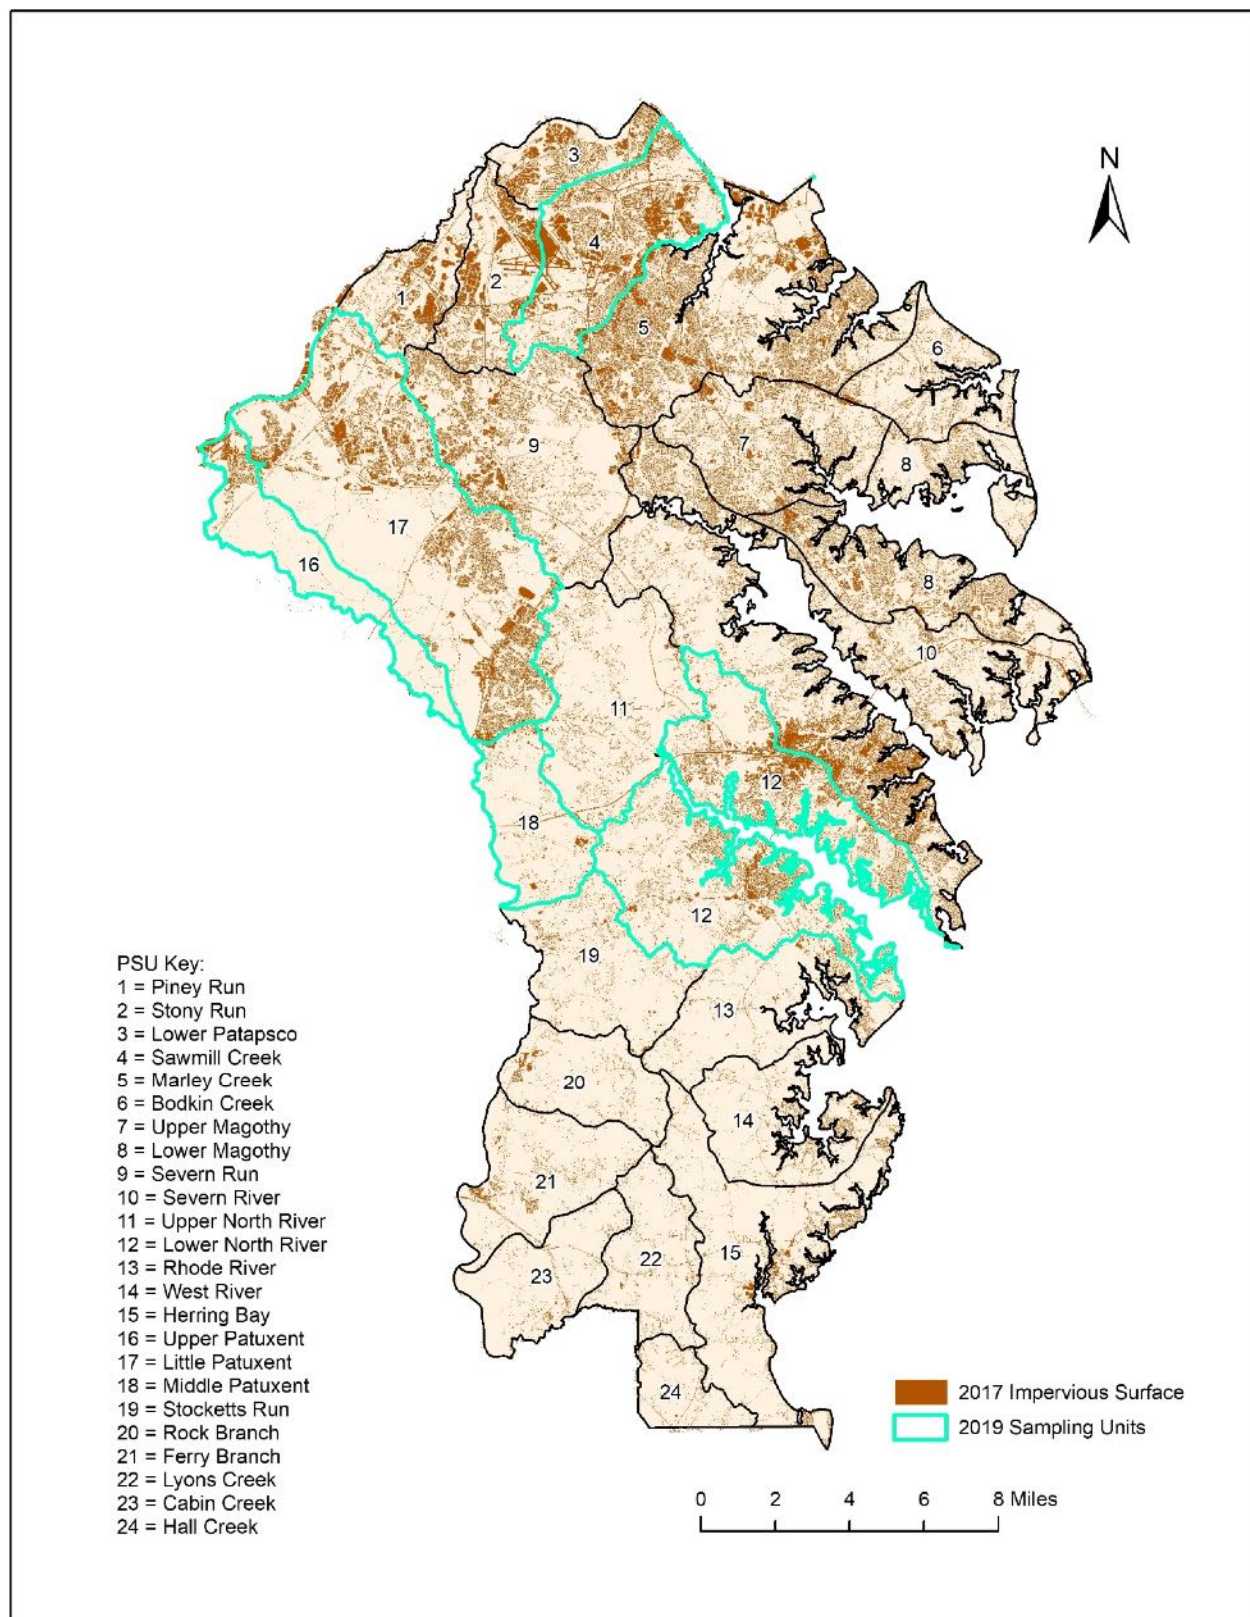 N
3
4
2
1
5
6
9
7
8
17
16
8
10
11
12
18
12
19
13
20
14
21
15
22
23
24
PSU Key:
1 = Piney Run
2 = Stony Run
3 = Lower Patapsco
4 = Sawmill Creek
5 = Marley Creek
6 = Bodkin Creek
7 = Upper Magothy
8 = Lower Magothy
9 = Severn Run
10 = Severn River
11 = Upper North River
12 = Lower North River
13 = Rhode River
14 = West River
15 = Herring Bay
16 = Upper Patuxent
17 = Little Patuxent
18 = Middle Patuxent
19 = Stocketts Run
20 = Rock Branch
21 = Ferry Branch
22 = Lyons Creek
23 = Cabin Creek
24 = Hall Creek
2017 Impervious Surface
2019 Sampling Units
0 2 4 6 8 Miles